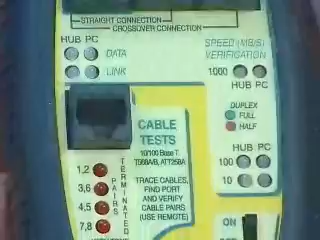 STRAIGHT CONNECTION
CROSSOVER CONNECTION
HUB PC
DATA
LINK
SPEED (MB/S)
VERIFICATION
1000
HUB PC
DUPLEX
FULL
HALF
HUB PC
100
10
CABLE
TESTS
10/100 Base T
T568A/B, ATT258A
TRACE CABLES,
FIND PORT
AND VERIFY
CABLE PAIRS
(USE REMOTE)
1,2
3,6
4,5
7,8
PAIRS
TERMINATED
ON